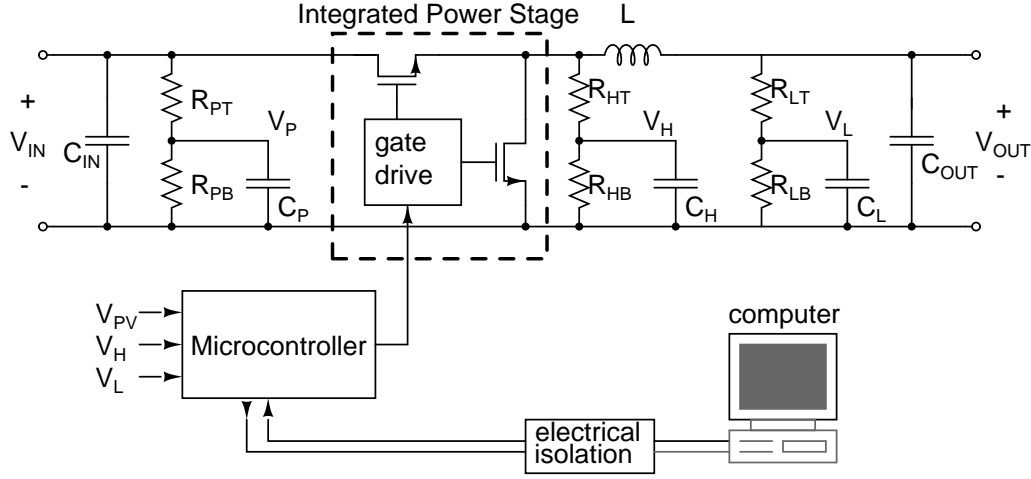 Integrated Power Stage
L
+
V_IN
-
C_IN
R_PT
R_PB
V_P
C_P
gate
drive
R_HT
R_HB
V_H
C_H
R_LT
R_LB
V_L
C_L
C_OUT
+
V_OUT
-
V_PV
V_H
V_L
Microcontroller
computer
electrical
isolation